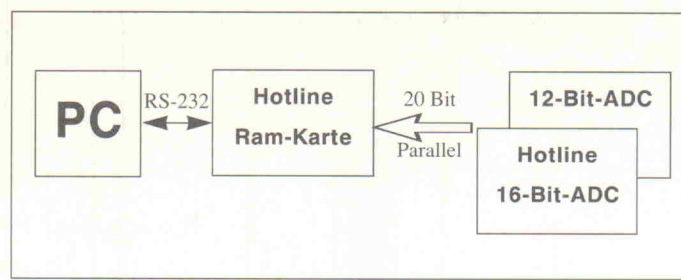 PC
RS-232
Hotline
Ram-Karte
20 Bit
Parallel
12-Bit-ADC
Hotline
16-Bit-ADC